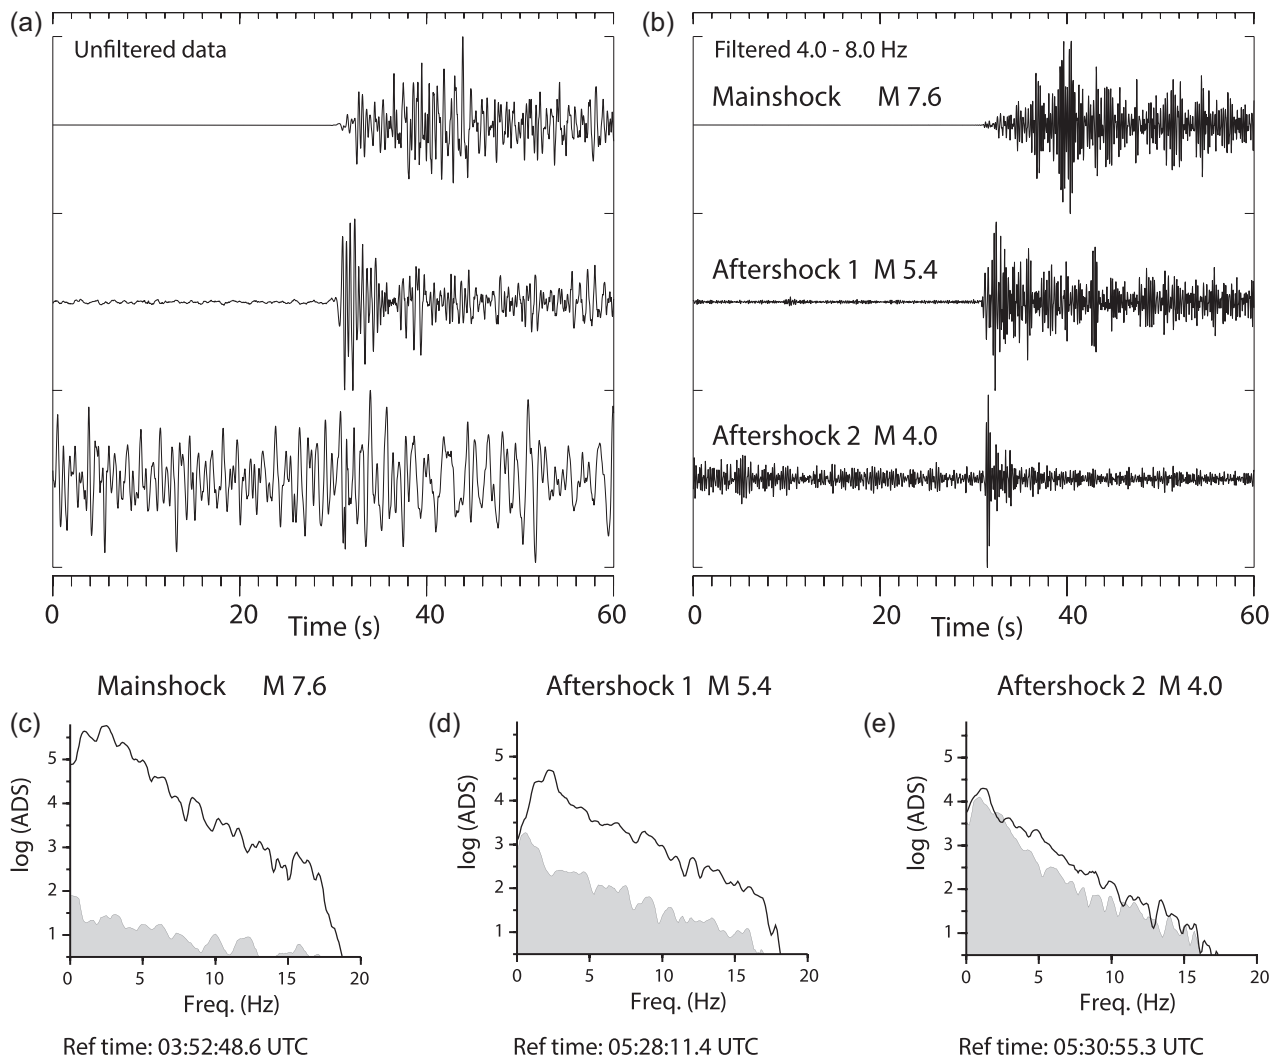 (a)
Unfiltered data
(b)
Filtered 4.0 - 8.0 Hz
Mainshock M 7.6
Aftershock 1 M 5.4
Aftershock 2 M 4.0
0 20 40 60
Time (s)
0 20 40 60
Time (s)
Mainshock M 7.6
(c)
log (ADS)
5
4
3
2
1
0 5 10 15 20
Freq. (Hz)
Ref time: 03:52:48.6 UTC
Aftershock 1 M 5.4
(d)
log (ADS)
5
4
3
2
1
0 5 10 15 20
Freq. (Hz)
Ref time: 05:28:11.4 UTC
Aftershock 2 M 4.0
(e)
log (ADS)
5
4
3
2
1
0 5 10 15 20
Freq. (Hz)
Ref time: 05:30:55.3 UTC